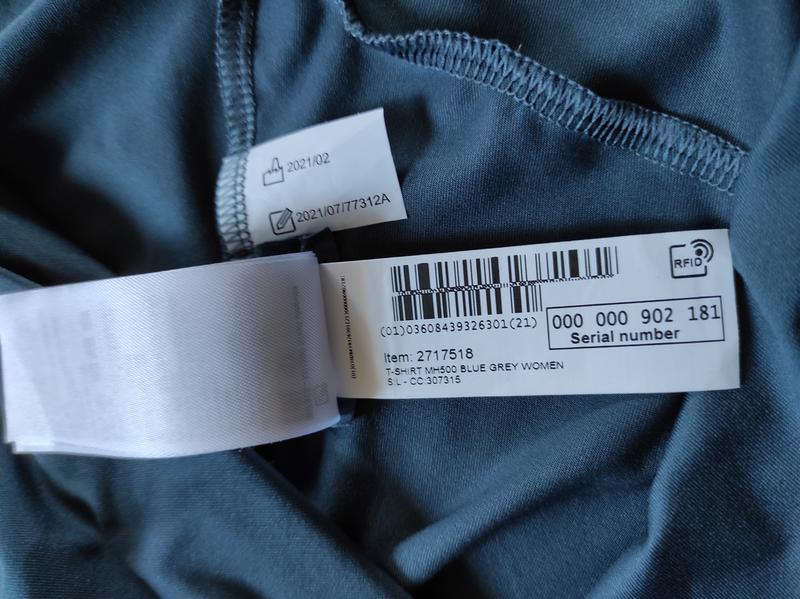 2021/02
2021/07/77312A
RFID
(01)03608439326301(21)
000 000 902 181
Serial number
Item: 2717518
T-SHIRT MH500 BLUE GREY WOMEN
S:L - CC:307315